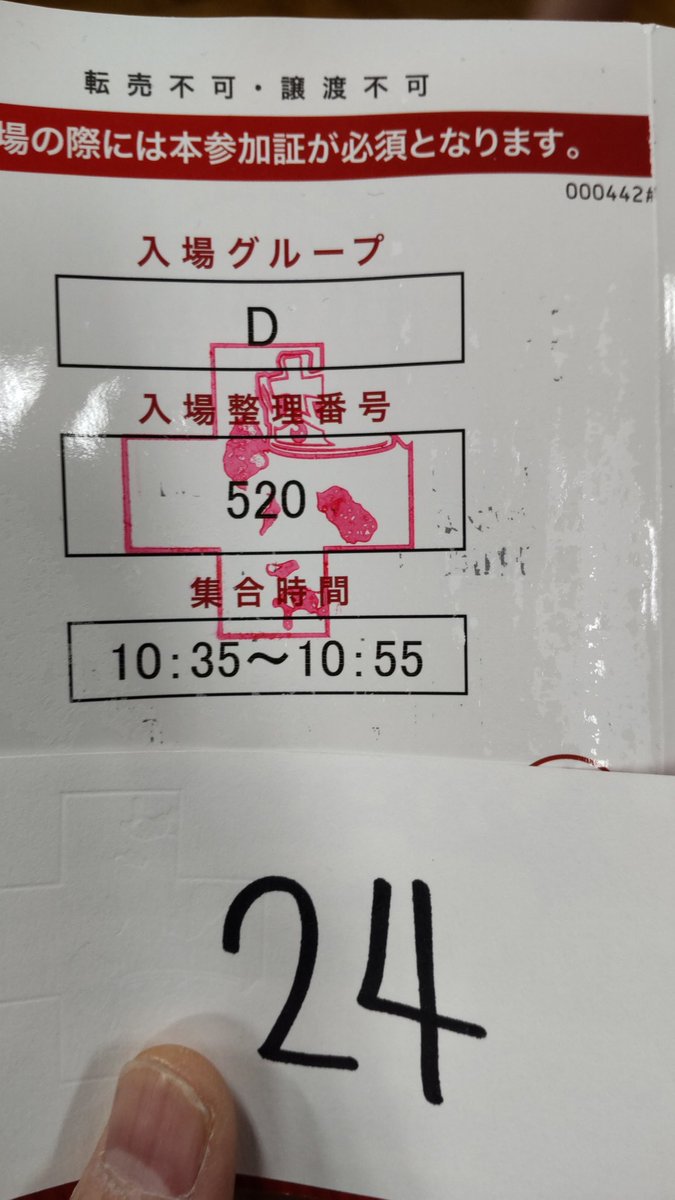 転売不可・譲渡不可
場の際には本参加証が必須となります。
000442#
入場グループ
D
入場整理番号
520
集合時間
10:35～10:55
24